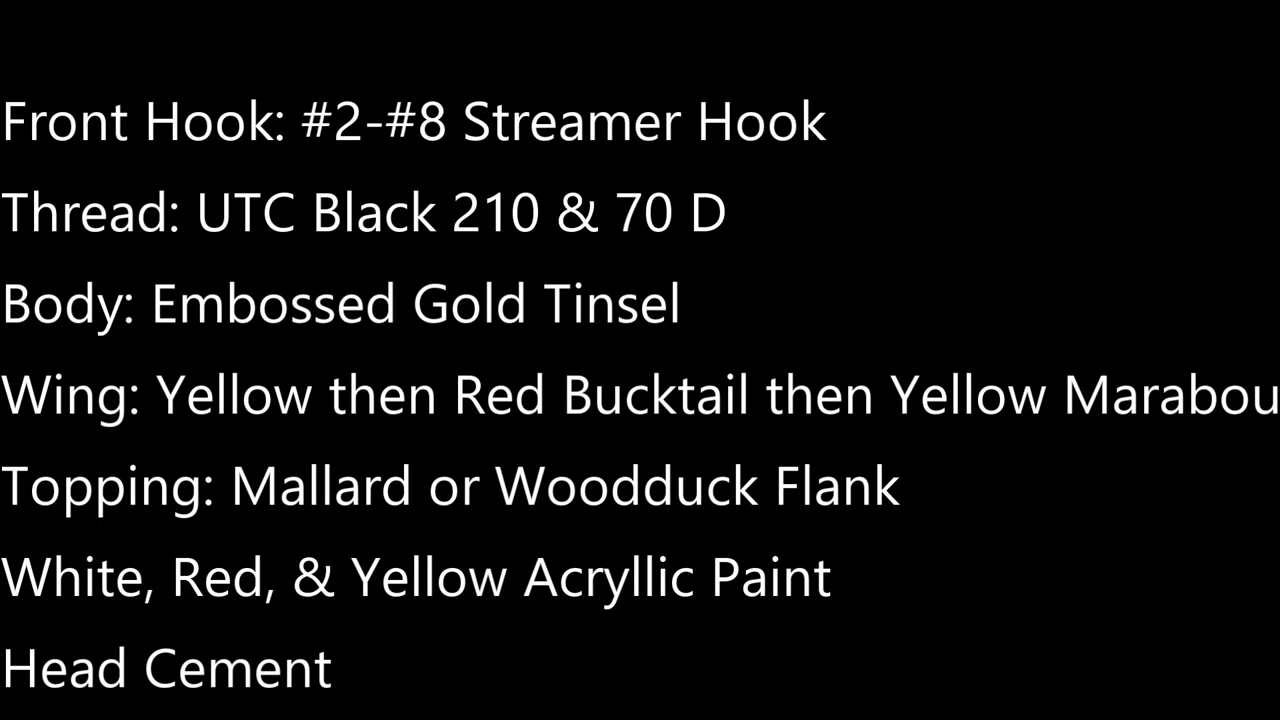 Front Hook: #2-#8 Streamer Hook
Thread: UTC Black 210 & 70 D
Body: Embossed Gold Tinsel
Wing: Yellow then Red Bucktail then Yellow Marabou
Topping: Mallard or Woodduck Flank
White, Red, & Yellow Acryllic Paint
Head Cement